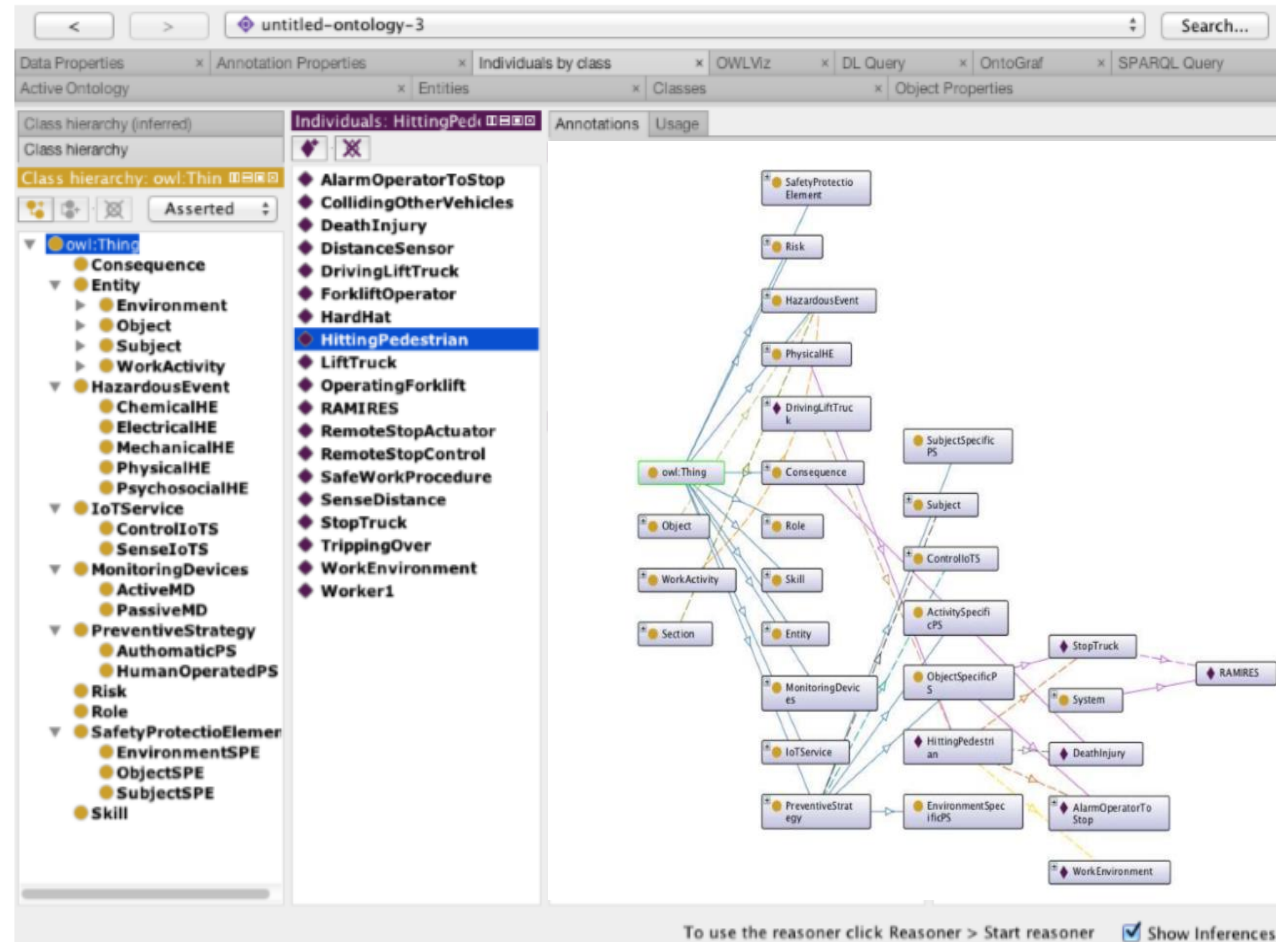 <
>
untitled-ontology-3
Search...
Data Properties × Annotation Properties × Individuals by class × OWLViz × DL Query × OntoGraf × SPARQL Query
Active Ontology × Entities × Classes × Object Properties
Class hierarchy (inferred)
Class hierarchy
Class hierarchy: owl:Thin
Asserted
owl:Thing
Consequence
Entity
Environment
Object
Subject
WorkActivity
HazardousEvent
ChemicalHE
ElectricalHE
MechanicalHE
PhysicalHE
PsychosocialHE
IoTService
ControlIoTS
SenseIoTS
MonitoringDevices
ActiveMD
PassiveMD
PreventiveStrategy
AuthomaticPS
HumanOperatedPS
Risk
Role
SafetyProtectioElemer
EnvironmentSPE
ObjectSPE
SubjectSPE
Skill
Individuals: HittingPede
AlarmOperatorToStop
CollidingOtherVehicles
DeathInjury
DistanceSensor
DrivingLiftTruck
ForkliftOperator
HardHat
HittingPedestrian
LiftTruck
OperatingForklift
RAMIRES
RemoteStopActuator
RemoteStopControl
SafeWorkProcedure
SenseDistance
StopTruck
TrippingOver
WorkEnvironment
Worker1
Annotations Usage
SafetyProtectio
Element
Risk
HazardousEvent
PhysicalHE
DrivingLiftTruc
k
owl:Thing
Consequence
Object
Role
WorkActivity
Skill
Section
Entity
MonitoringDevic
es
IoTService
PreventiveStrat
egy
SubjectSpecific
PS
Subject
ControlIoTS
ActivitySpecifi
cPS
ObjectSpecificP
S
HittingPedestri
an
EnvironmentSpec
ificPS
StopTruck
System
RAMIRES
DeathInjury
AlarmOperatorTo
Stop
WorkEnvironment
To use the reasoner click Reasoner > Start reasoner
Show Inferences